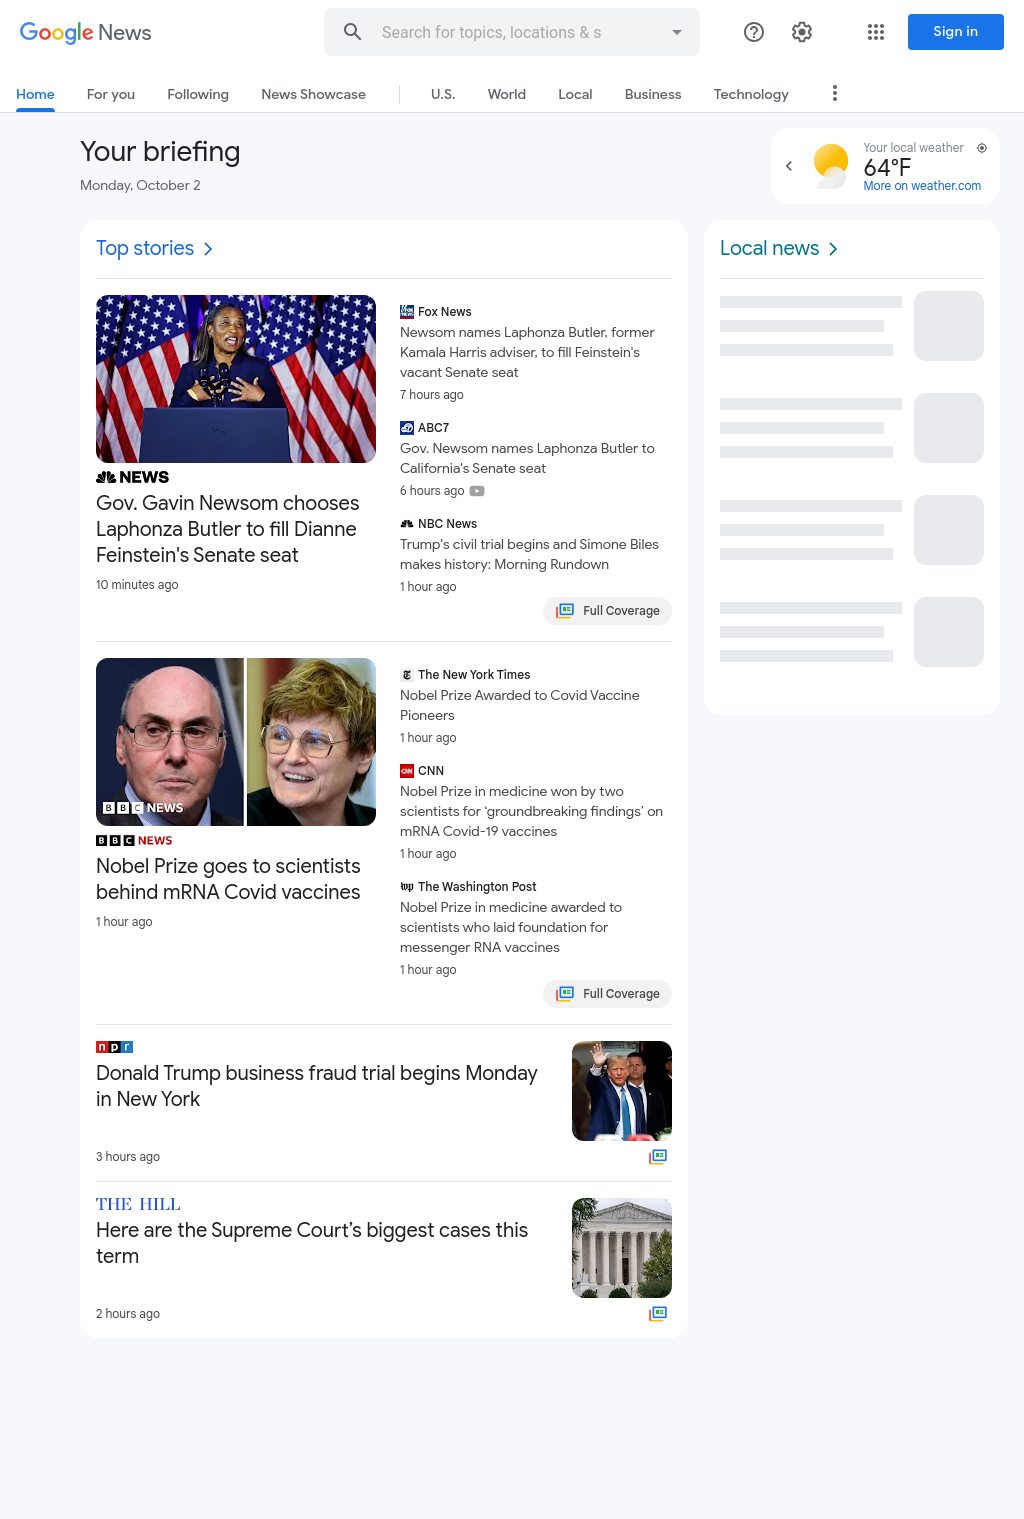 Google News
Search for topics, locations & s
Sign in
Home
For you
Following
News Showcase
U.S.
World
Local
Business
Technology
Your briefing
Monday, October 2
Your local weather
64°F
More on weather.com
Top stories
NEWS
Gov. Gavin Newsom chooses
Laphonza Butler to fill Dianne
Feinstein's Senate seat
10 minutes ago
Fox News
Newsom names Laphonza Butler, former
Kamala Harris adviser, to fill Feinstein's
vacant Senate seat
7 hours ago
ABC7
Gov. Newsom names Laphonza Butler to
California's Senate seat
6 hours ago
NBC News
Trump's civil trial begins and Simone Biles
makes history: Morning Rundown
1 hour ago
Full Coverage
BBC NEWS
BBC NEWS
Nobel Prize goes to scientists
behind mRNA Covid vaccines
1 hour ago
The New York Times
Nobel Prize Awarded to Covid Vaccine
Pioneers
1 hour ago
CNN
Nobel Prize in medicine won by two
scientists for ‘groundbreaking findings’ on
mRNA Covid-19 vaccines
1 hour ago
The Washington Post
Nobel Prize in medicine awarded to
scientists who laid foundation for
messenger RNA vaccines
1 hour ago
Full Coverage
npr
Donald Trump business fraud trial begins Monday
in New York
3 hours ago
THE HILL
Here are the Supreme Court’s biggest cases this
term
2 hours ago
Local news